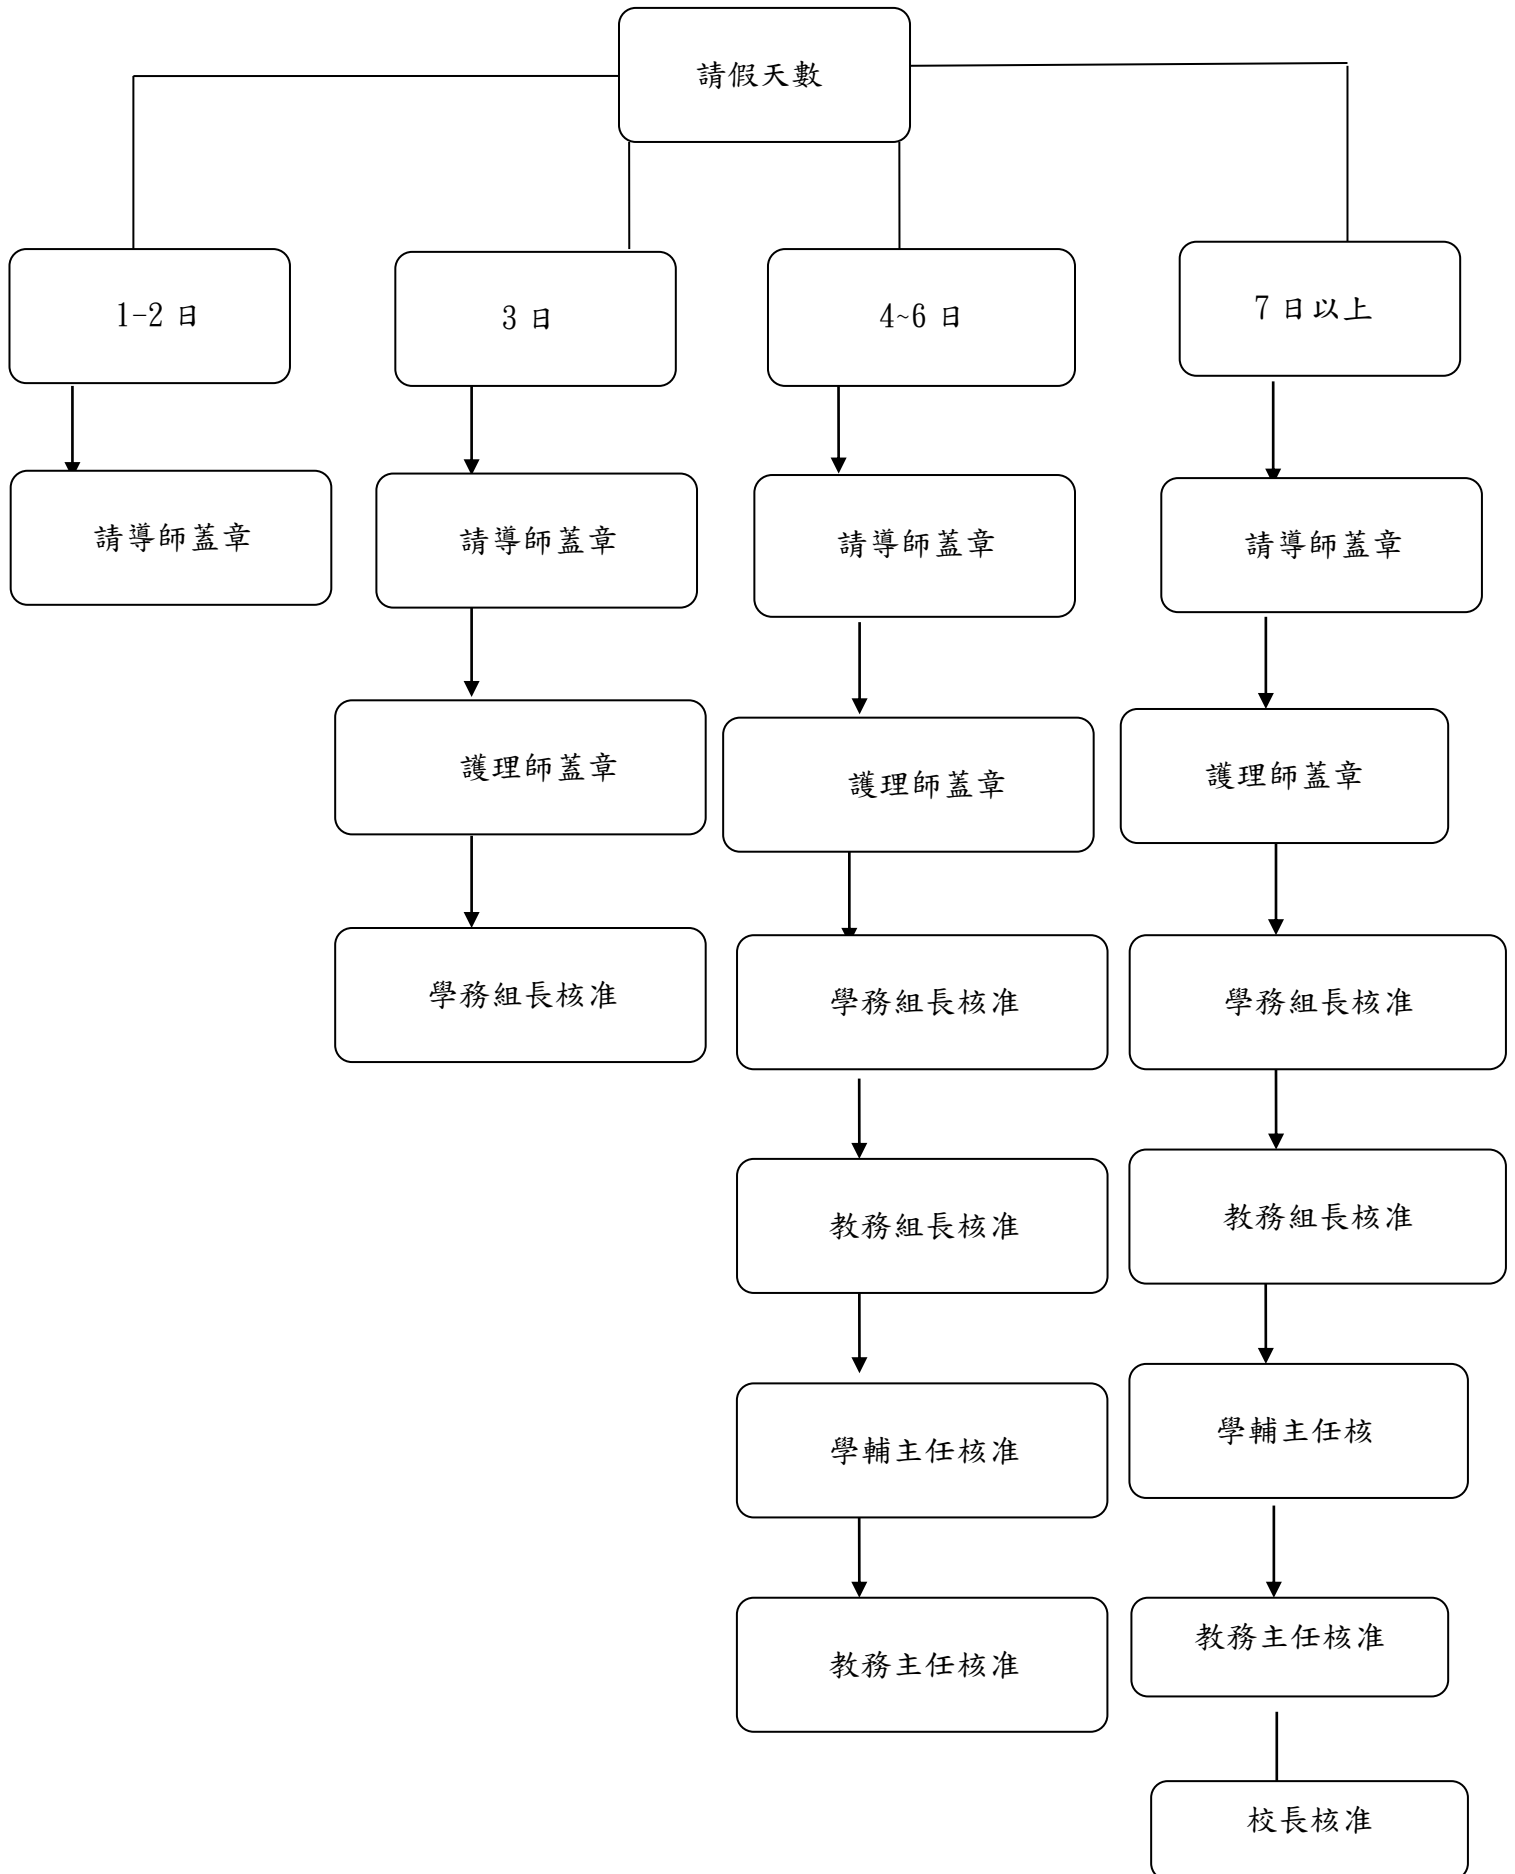 請假天數
1-2 日
3 日
4~6 日
7 日以上
請導師蓋章
請導師蓋章
請導師蓋章
請導師蓋章
護理師蓋章
護理師蓋章
護理師蓋章
學務組長核准
學務組長核准
學務組長核准
教務組長核准
教務組長核准
學輔主任核准
學輔主任核
教務主任核准
教務主任核准
校長核准